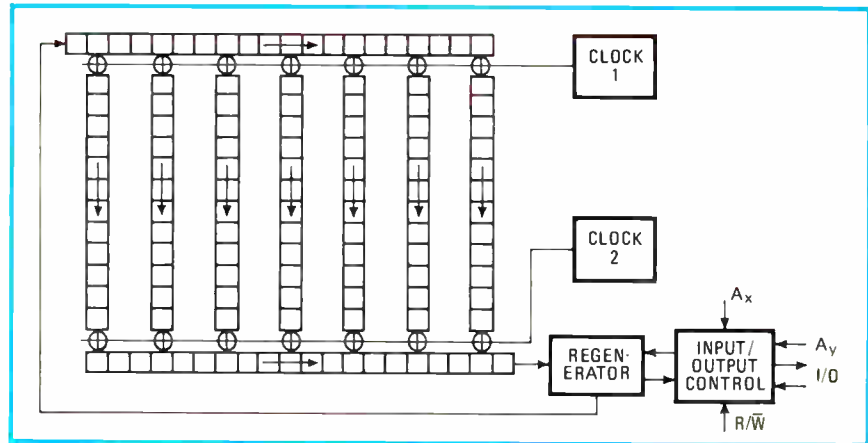 CLOCK
1
CLOCK
2
REGEN-
ERATOR
INPUT/
OUTPUT
CONTROL
Ax
Ay
I/O
R/W̅